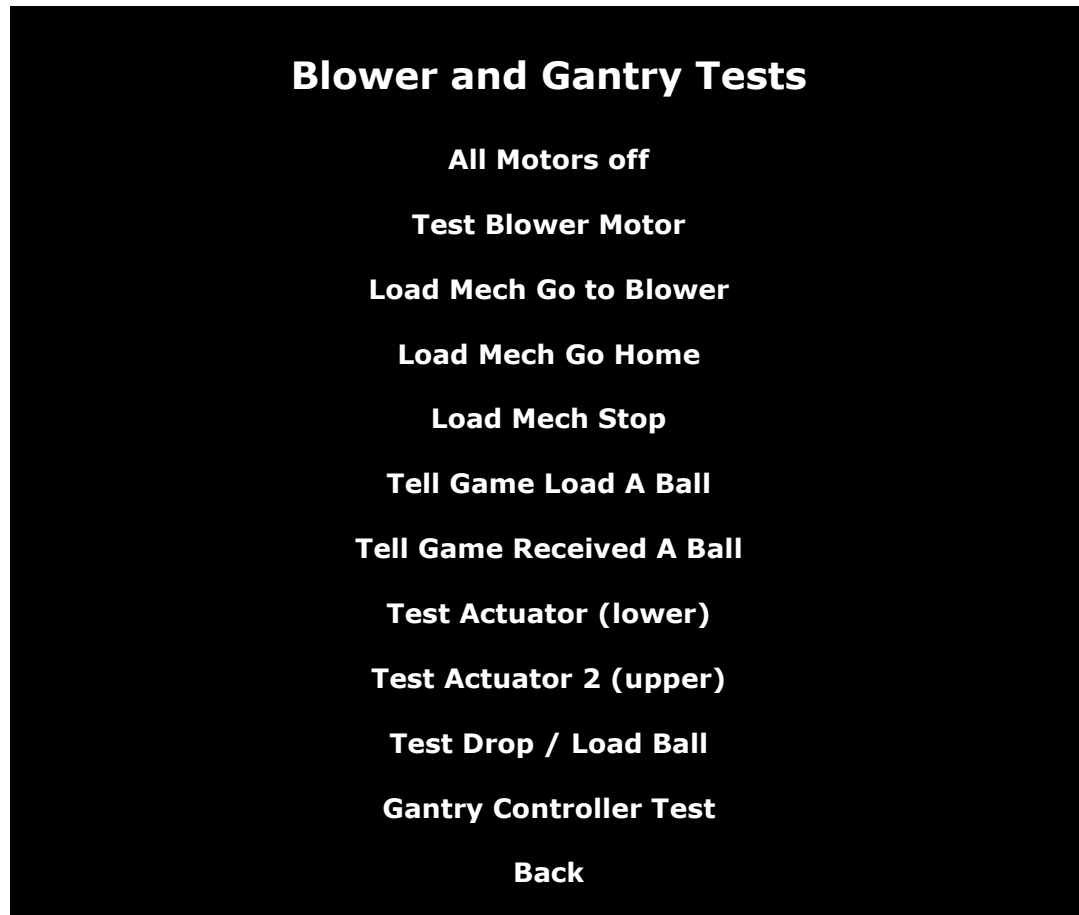 Blower and Gantry Tests
All Motors off
Test Blower Motor
Load Mech Go to Blower
Load Mech Go Home
Load Mech Stop
Tell Game Load A Ball
Tell Game Received A Ball
Test Actuator (lower)
Test Actuator 2 (upper)
Test Drop / Load Ball
Gantry Controller Test
Back